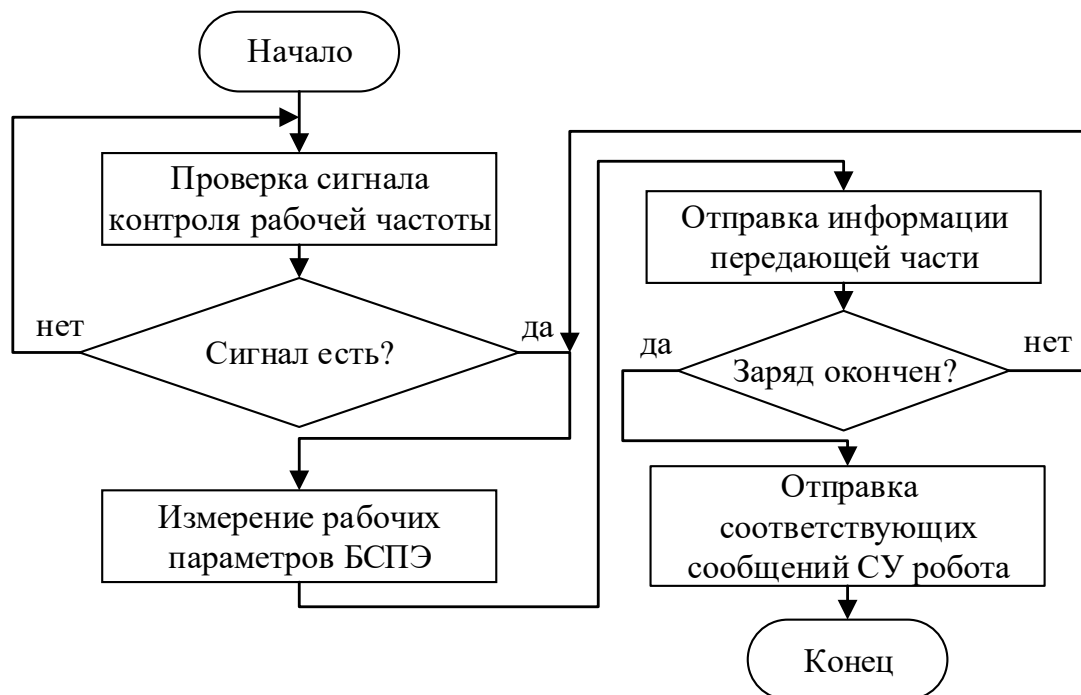 Начало
Проверка сигнала
контроля рабочей частоты
нет
Сигнал есть?
да
Измерение рабочих
параметров БСПЭ
Отправка информации
передающей части
да
Заряд окончен?
нет
Отправка
соответствующих
сообщений СУ робота
Конец